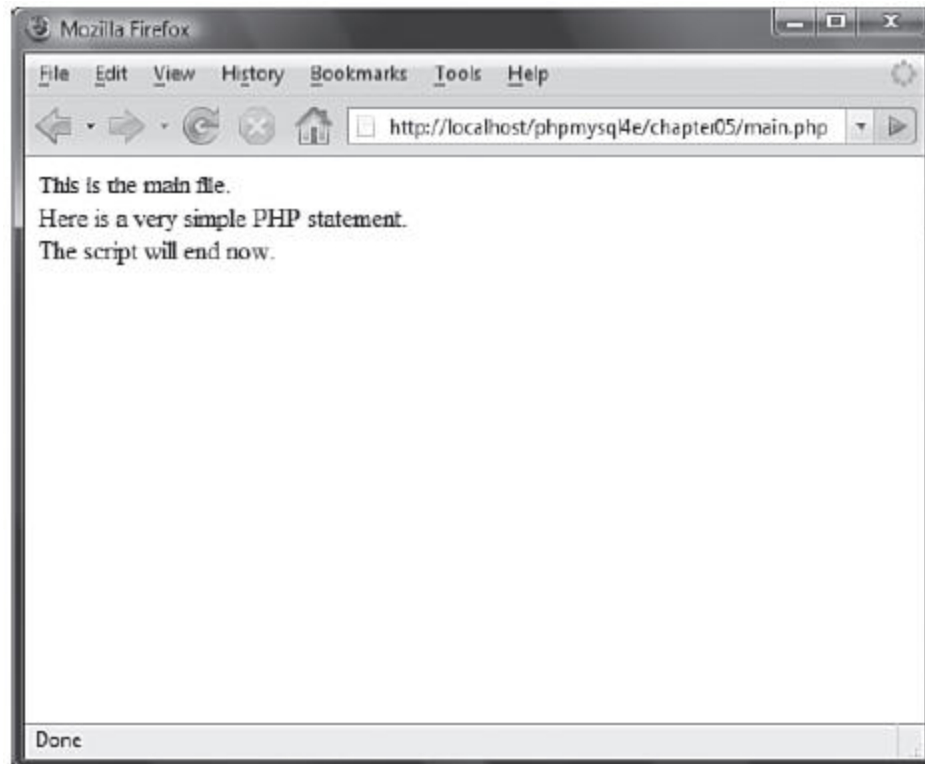 Mozilla Firefox
File Edit View History Bookmarks Tools Help
http://localhost/phpmysql4e/chapter05/main.php
This is the main file.
Here is a very simple PHP statement.
The script will end now.
Done